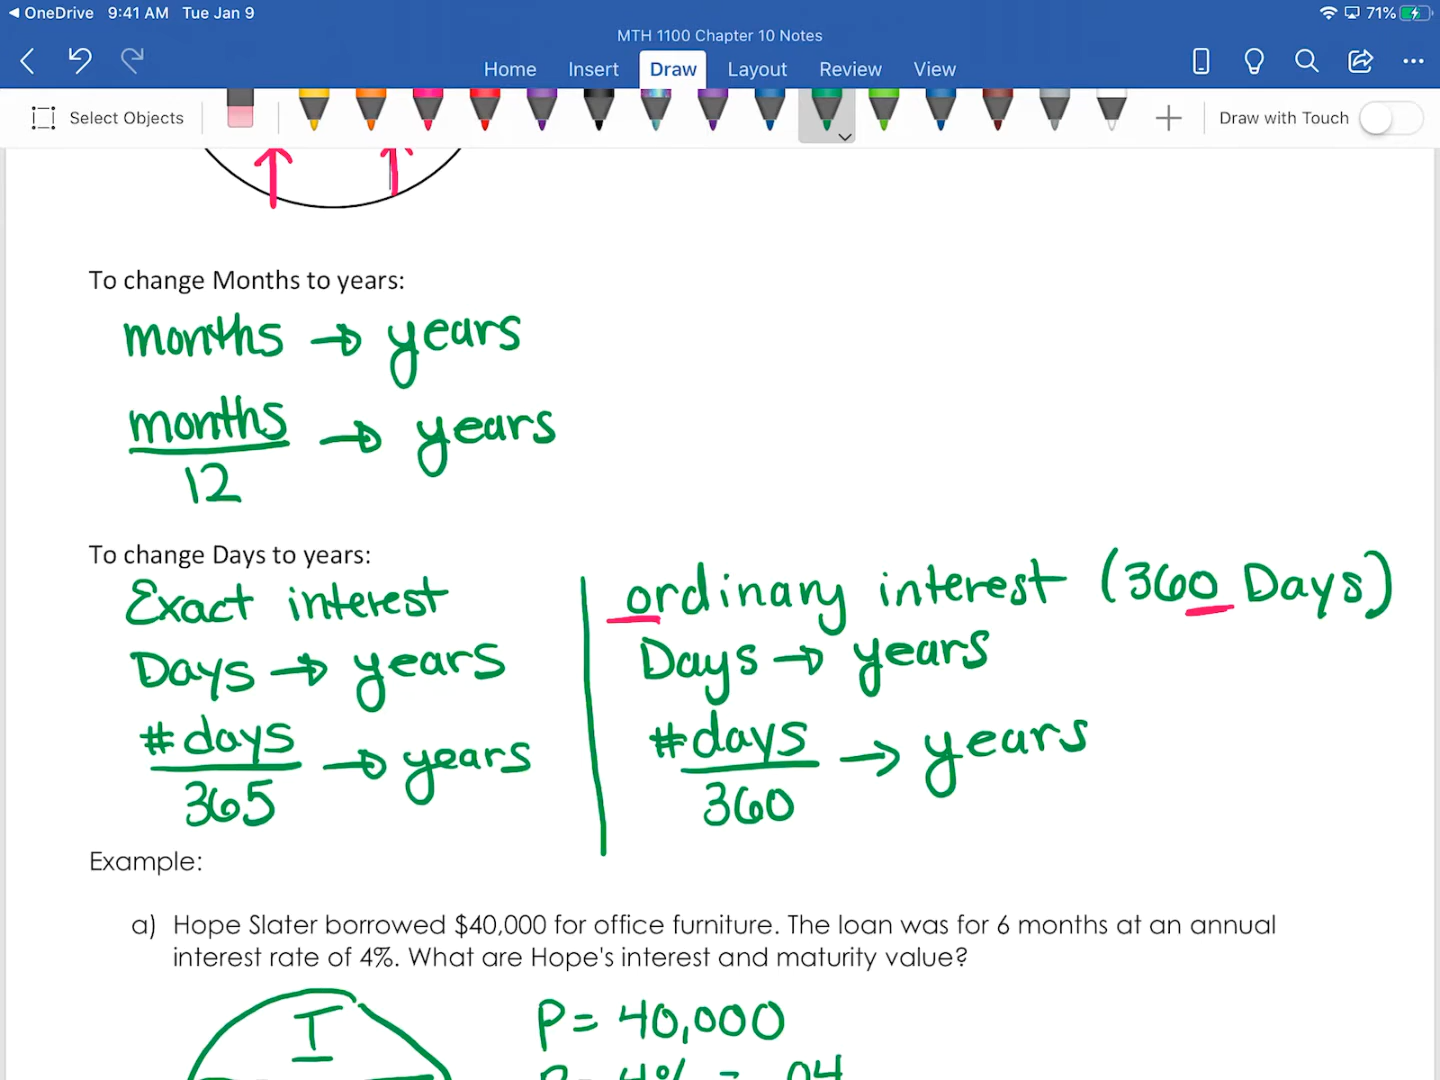 OneDrive 9:41 AM Tue Jan 9 71%
MTH 1100 Chapter 10 Notes
Home Insert Draw Layout Review View
Select Objects Draw with Touch
To change Months to years:
months → years
months → years
12
To change Days to years:
Exact interest
Days → years
#days → years
365
ordinary interest (360 Days)
Days → years
#days → years
360
Example:
a) Hope Slater borrowed $40,000 for office furniture. The loan was for 6 months at an annual
interest rate of 4%. What are Hope's interest and maturity value?
I
P = 40,000
R = 4% = .04